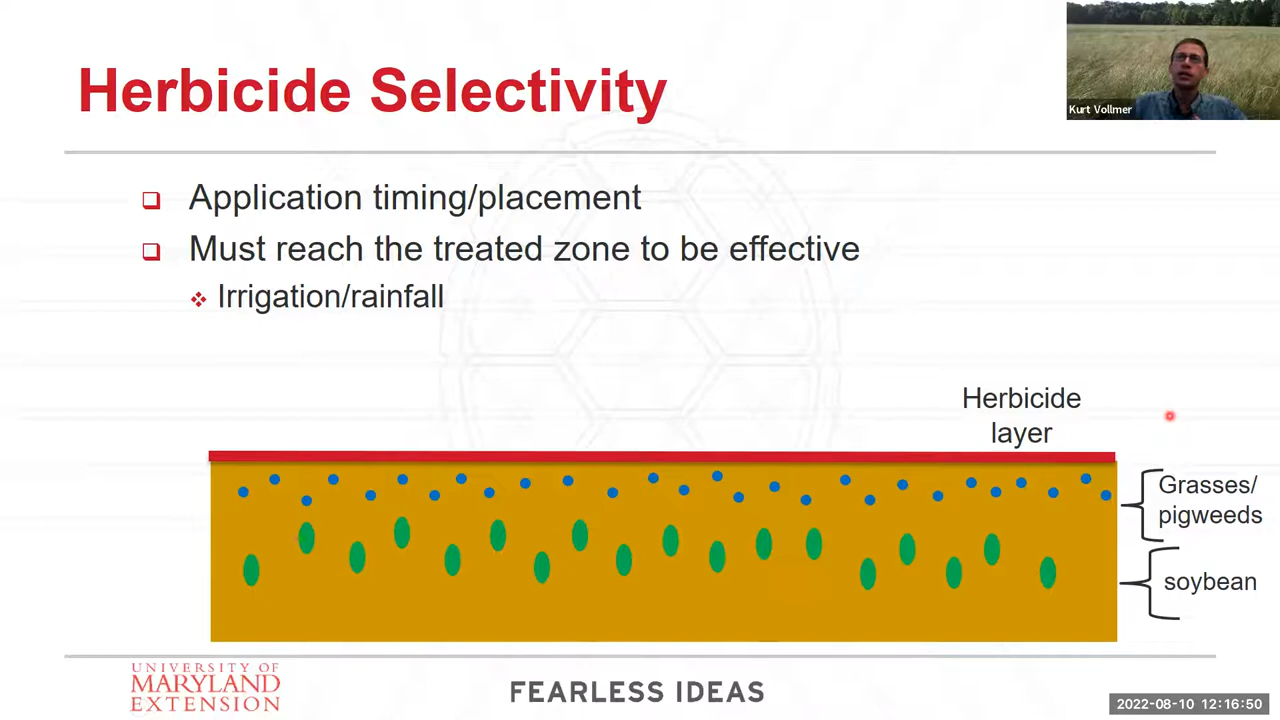 Herbicide Selectivity
Kurt Vollmer
Application timing/placement
Must reach the treated zone to be effective
Irrigation/rainfall
Herbicide
layer
Grasses/
pigweeds
soybean
UNIVERSITY OF
MARYLAND
EXTENSION
FEARLESS IDEAS
2022-08-10 12:16:50